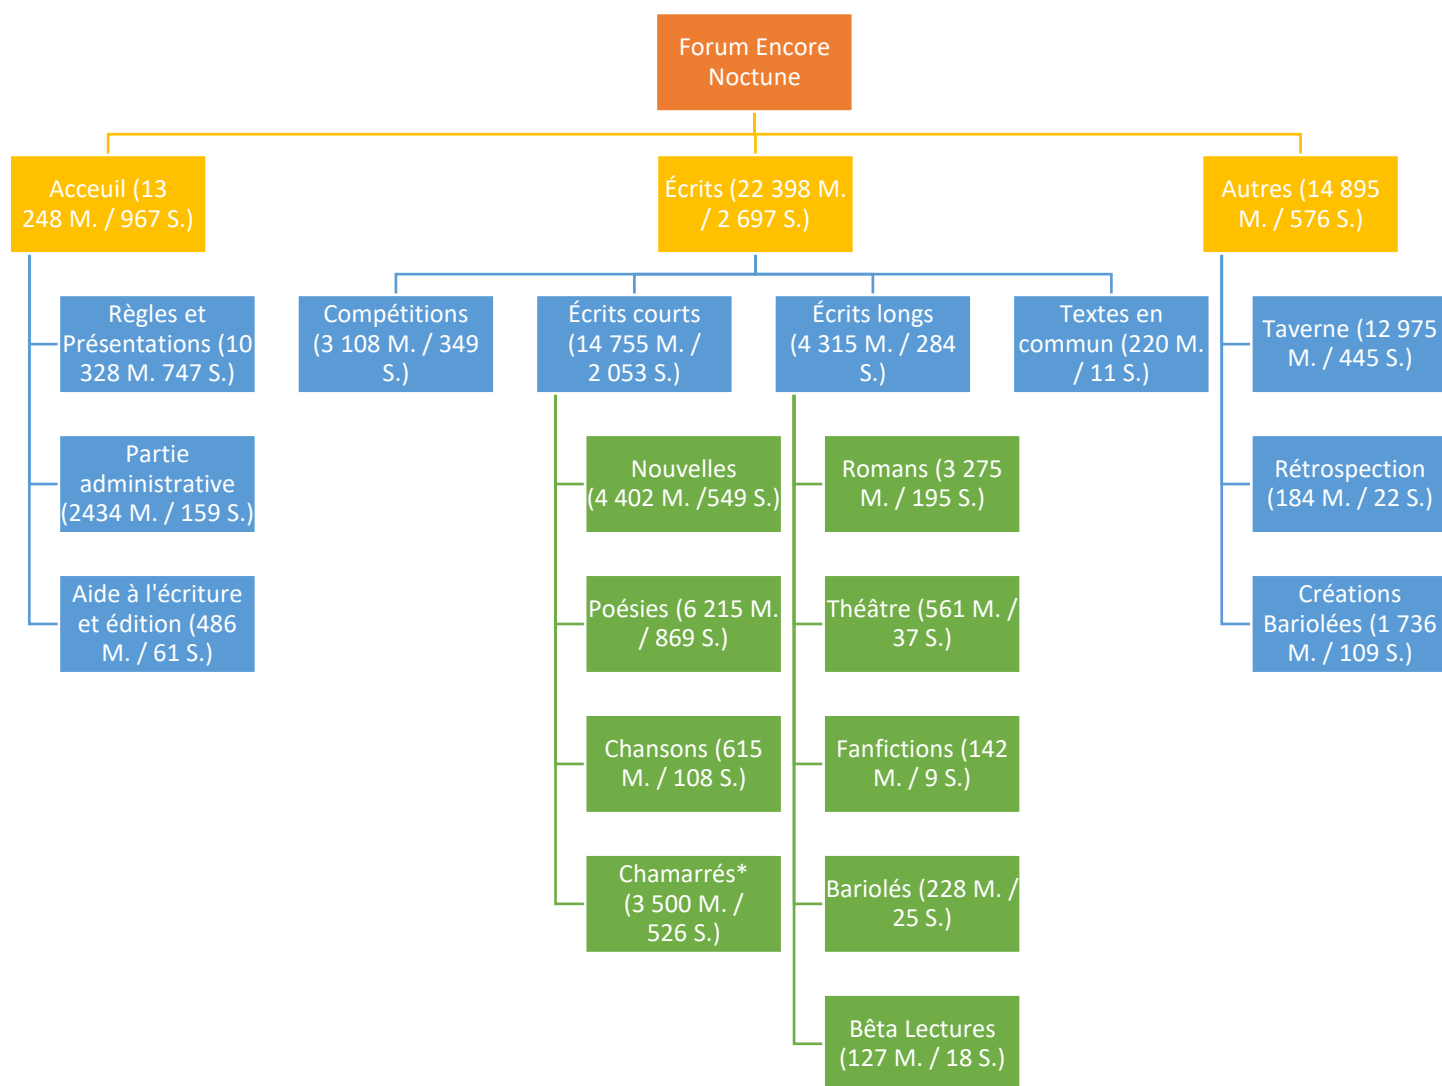 Forum Encore
Noctune
Acceuil (13
248 M. / 967 S.)
Écrits (22 398 M.
/ 2 697 S.)
Autres (14 895
M. / 576 S.)
Règles et
Présentations (10
328 M. 747 S.)
Partie
administrative
(2434 M. / 159 S.)
Aide à l'écriture
et édition (486
M. / 61 S.)
Compétitions
(3 108 M. / 349
S.)
Écrits courts
(14 755 M. /
2 053 S.)
Écrits longs
(4 315 M. / 284
S.)
Textes en
commun (220 M.
/ 11 S.)
Nouvelles
(4 402 M. /549 S.)
Poésies (6 215 M.
/ 869 S.)
Chansons (615
M. / 108 S.)
Chamarrés*
(3 500 M. /
526 S.)
Romans (3 275
M. / 195 S.)
Théâtre (561 M. /
37 S.)
Fanfictions (142
M. / 9 S.)
Bariolés (228 M. /
25 S.)
Bêta Lectures
(127 M. / 18 S.)
Taverne (12 975
M. / 445 S.)
Rétrospection
(184 M. / 22 S.)
Créations
Bariolées (1 736
M. / 109 S.)